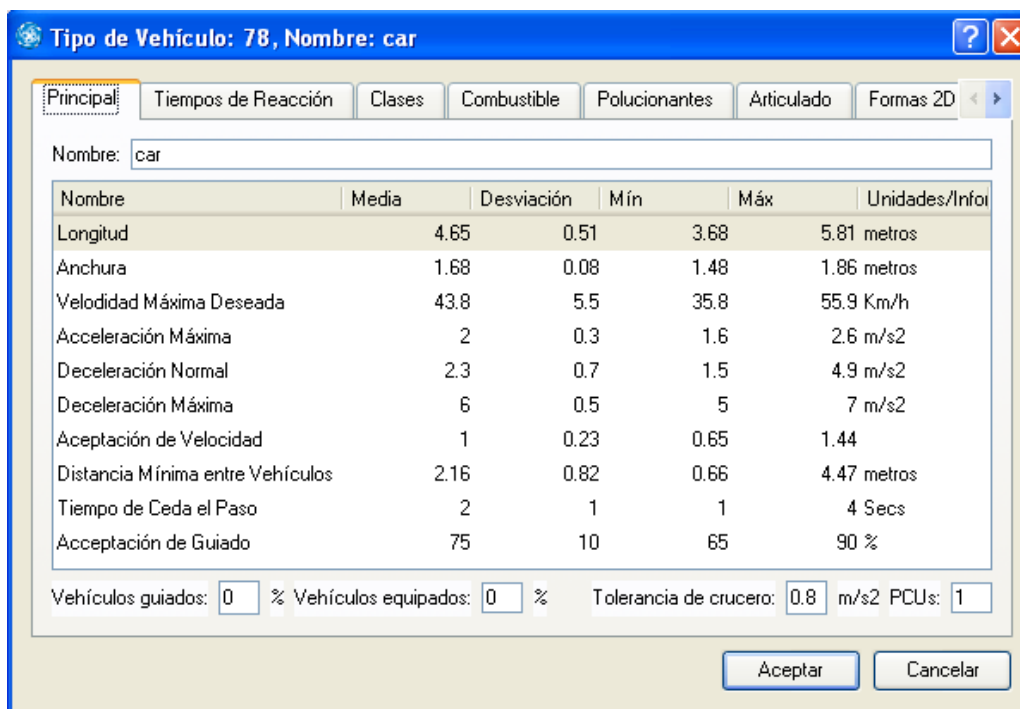 Tipo de Vehículo: 78, Nombre: car
Principal Tiempos de Reacción Clases Combustible Polucionantes Articulado Formas 2D
Nombre: car
Nombre Media Desviación Mín Máx Unidades/Infor
Longitud 4.65 0.51 3.68 5.81 metros
Anchura 1.68 0.08 1.48 1.86 metros
Velodidad Máxima Deseada 43.8 5.5 35.8 55.9 Km/h
Acceleración Máxima 2 0.3 1.6 2.6 m/s2
Deceleración Normal 2.3 0.7 1.5 4.9 m/s2
Deceleración Máxima 6 0.5 5 7 m/s2
Aceptación de Velocidad 1 0.23 0.65 1.44
Distancia Mínima entre Vehículos 2.16 0.82 0.66 4.47 metros
Tiempo de Ceda el Paso 2 1 1 4 Secs
Acceptación de Guiado 75 10 65 90 %
Vehículos guiados: 0 % Vehículos equipados: 0 % Tolerancia de crucero: 0.8 m/s2 PCUs: 1
Aceptar Cancelar